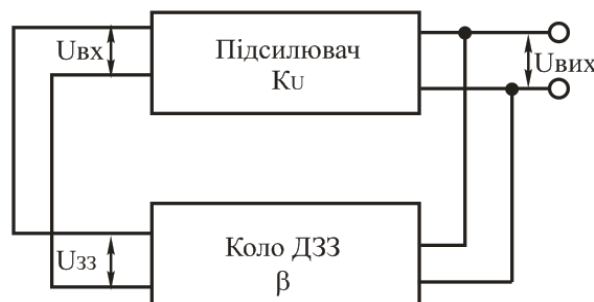 Uвх
Підсилювач
KU
Uвих
Uзз
Коло ДЗЗ
β